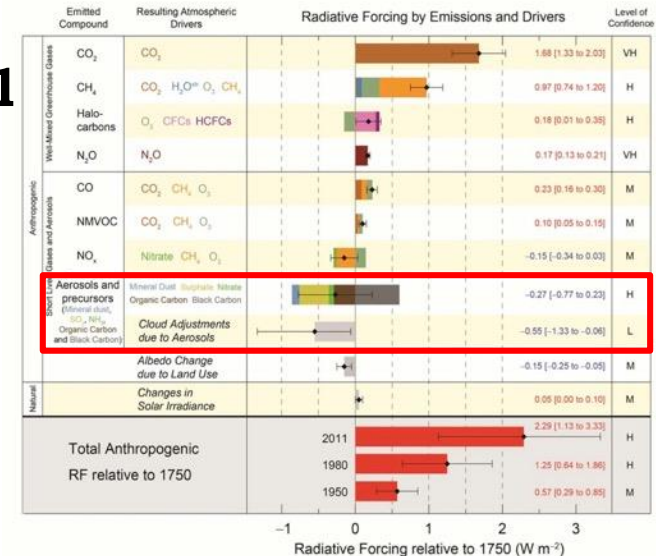 1
Emitted Compound
Resulting Atmospheric Drivers
Radiative Forcing by Emissions and Drivers
Level of Confidence
Anthropogenic
Well-Mixed Greenhouse Gases
CO₂ CO₂ 1.68 [1.33 to 2.03] VH
CH₄ CO₂ H₂Oˢᵗʳ O₃ CH₄ 0.97 [0.74 to 1.20] H
Halo-
carbons O₃ CFCs HCFCs 0.18 [0.01 to 0.35] H
N₂O N₂O 0.17 [0.13 to 0.21] VH
Short Lived Gases and Aerosols
CO CO₂ CH₄ O₃ 0.23 [0.16 to 0.30] M
NMVOC CO₂ CH₄ O₃ 0.10 [0.05 to 0.15] M
NOₓ Nitrate CH₄ O₃ −0.15 [−0.34 to 0.03] M
Aerosols and
precursors
(Mineral dust,
SO₂, NH₃,
Organic Carbon
and Black Carbon)
Mineral Dust Sulphate Nitrate
Organic Carbon Black Carbon
−0.27 [−0.77 to 0.23] H
Cloud Adjustments
due to Aerosols
−0.55 [−1.33 to −0.06] L
Albedo Change
due to Land Use
−0.15 [−0.25 to −0.05] M
Natural
Changes in
Solar Irradiance
0.05 [0.00 to 0.10] M
Total Anthropogenic
RF relative to 1750
2011 2.29 [1.13 to 3.33] H
1980 1.25 [0.64 to 1.86] H
1950 0.57 [0.29 to 0.85] M
−1 0 1 2 3
Radiative Forcing relative to 1750 (W m⁻²)